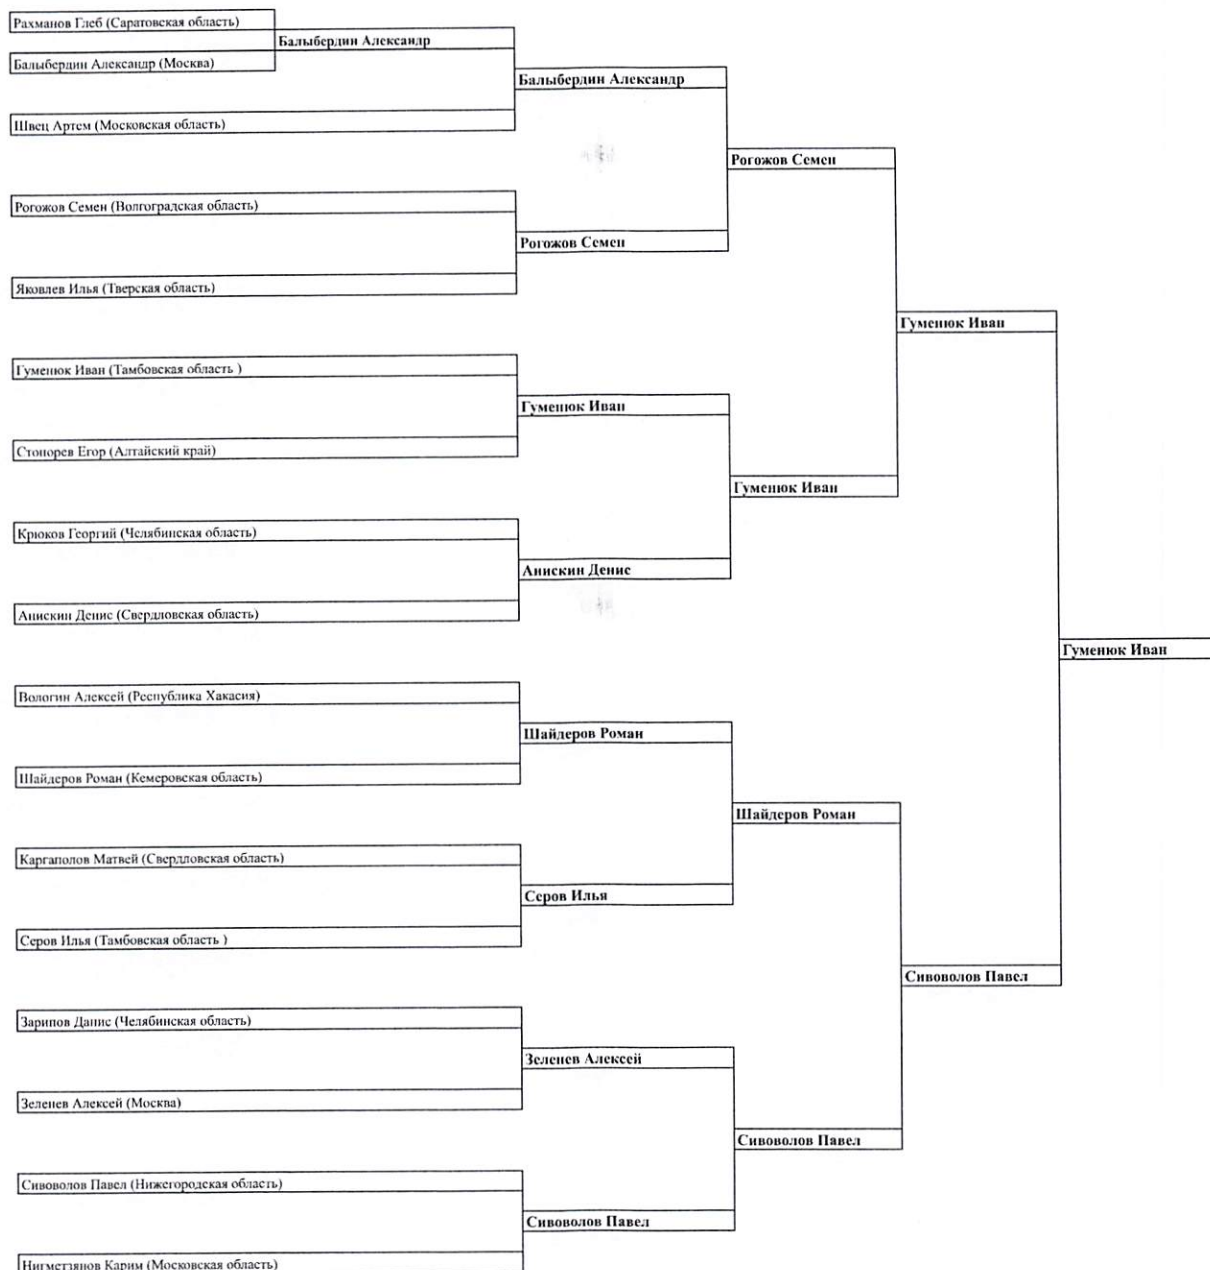 Рахманов Глеб (Саратовская область)
Балыбердин Александр
Балыбердин Александр (Москва)
Балыбердин Александр
Швец Артем (Московская область)
Рогожов Семен
Рогожов Семен (Волгоградская область)
Рогожов Семен
Яковлев Илья (Тверская область)
Гуменюк Иван
Гуменюк Иван (Тамбовская область )
Гуменюк Иван
Стопорев Егор (Алтайский край)
Гуменюк Иван
Крюков Георгий (Челябинская область)
Анискин Денис
Анискин Денис (Свердловская область)
Гуменюк Иван
Вологин Алексей (Республика Хакасия)
Шайдеров Роман
Шайдеров Роман (Кемеровская область)
Шайдеров Роман
Каргаполов Матвей (Свердловская область)
Серов Илья
Серов Илья (Тамбовская область )
Сивоволов Павел
Зарипов Данис (Челябинская область)
Зеленев Алексей
Зеленев Алексей (Москва)
Сивоволов Павел
Сивоволов Павел (Нижегородская область)
Сивоволов Павел
Нигметзянов Карим (Московская область)